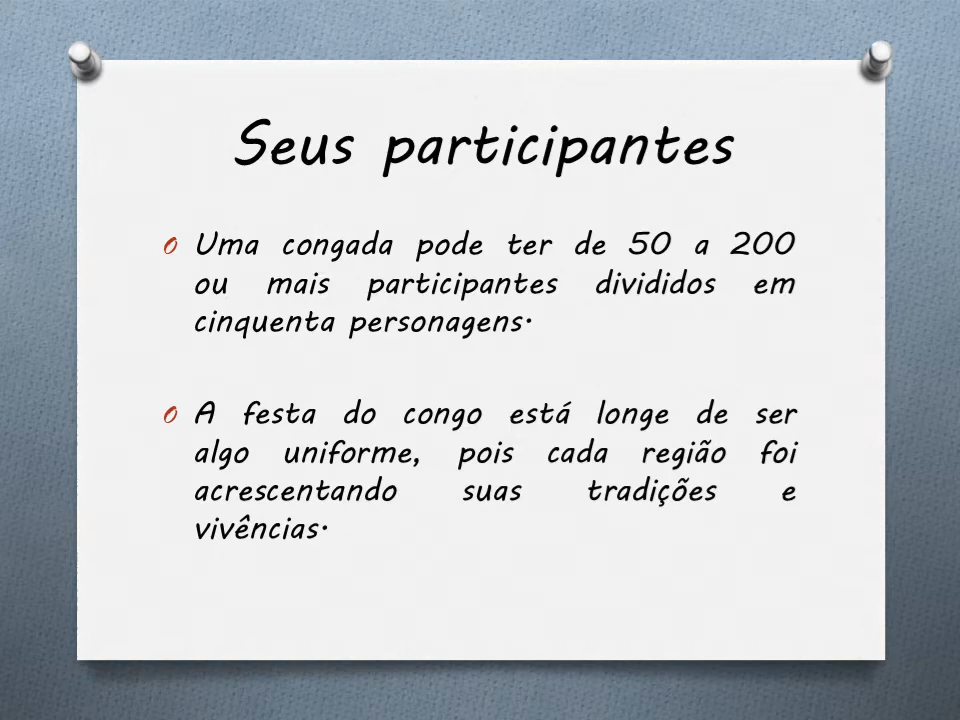 Seus participantes
Uma congada pode ter de 50 a 200
ou mais participantes divididos em
cinquenta personagens.
A festa do congo está longe de ser
algo uniforme, pois cada região foi
acrescentando suas tradições e
vivências.